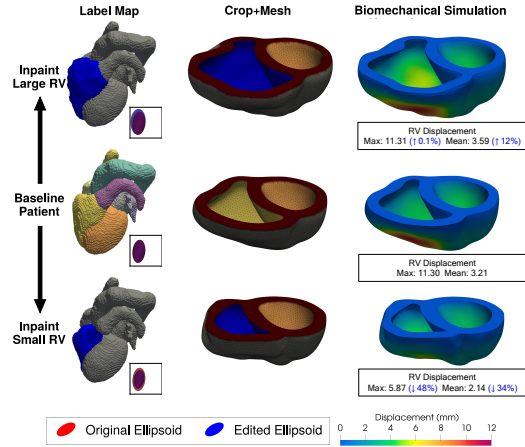 Label Map
Crop+Mesh
Biomechanical Simulation
Inpaint
Large RV
RV Displacement
Max: 11.31 (↑0.1%) Mean: 3.59 (↑12%)
Baseline
Patient
RV Displacement
Max: 11.30 Mean: 3.21
Inpaint
Small RV
RV Displacement
Max: 5.87 (↓48%) Mean: 2.14 (↓34%)
Original Ellipsoid
Edited Ellipsoid
Displacement (mm)
0 2 4 6 8 10 12